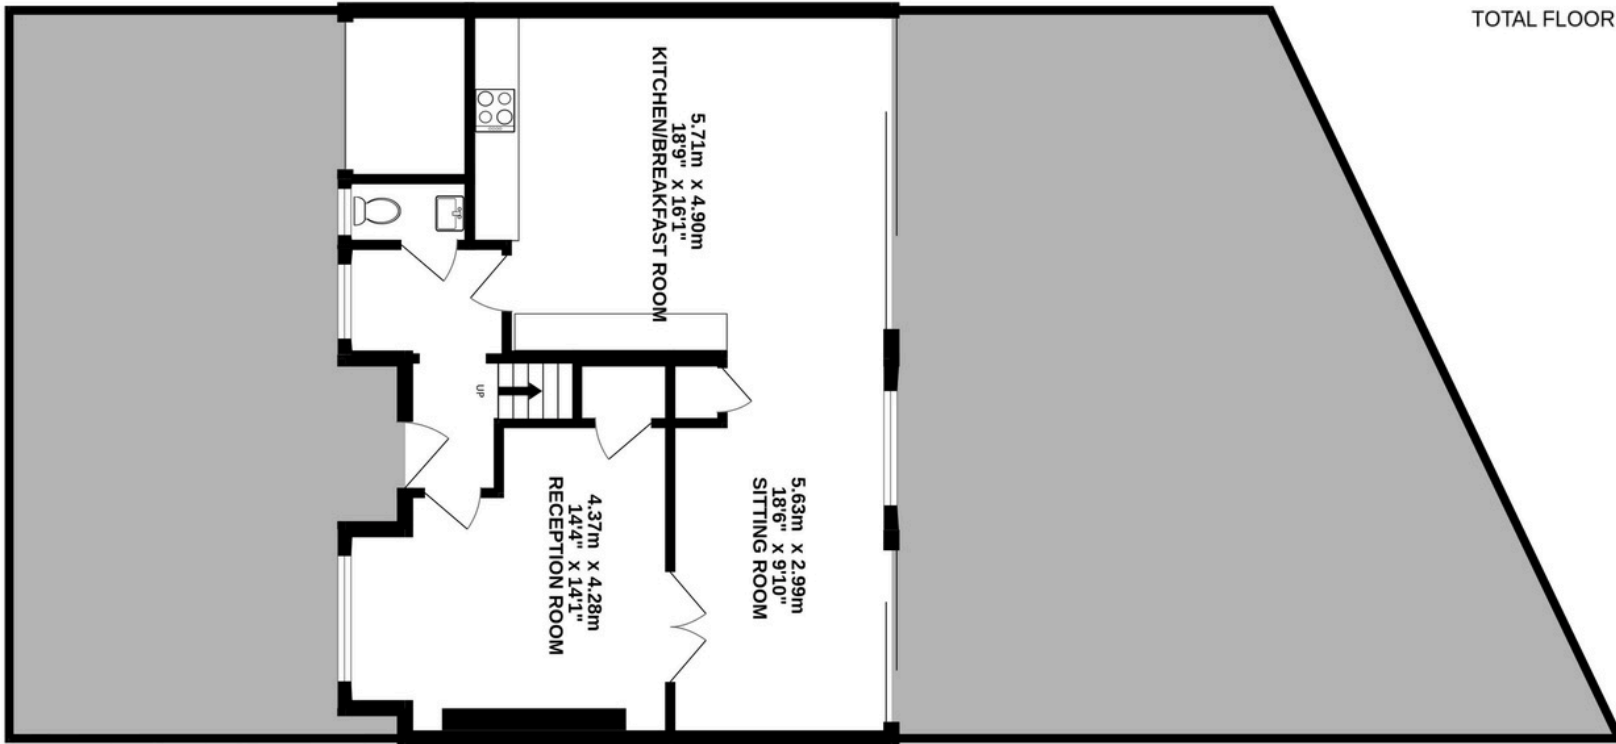 TOTAL FLOOR
KITCHEN/BREAKFAST ROOM
18'9" x 16'1"
5.71m x 4.90m
UP
SITTING ROOM
18'6" x 9'10"
5.63m x 2.99m
RECEPTION ROOM
14'4" x 14'1"
4.37m x 4.28m